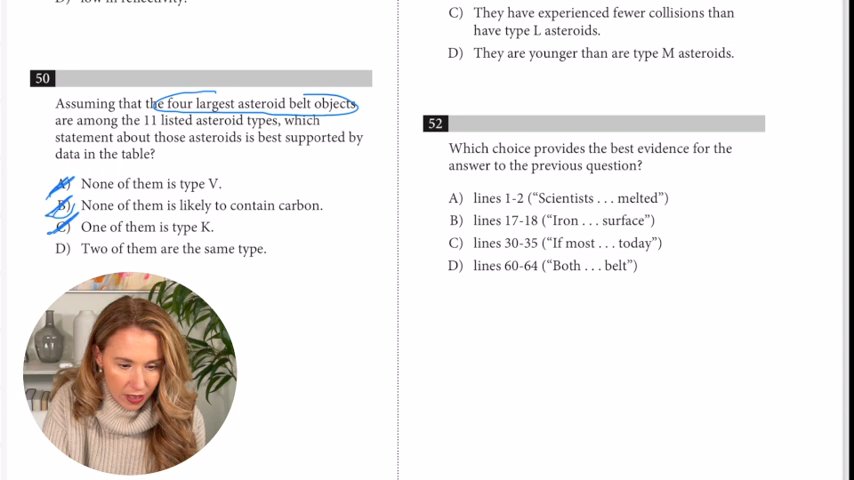 low in reflectivity.
50
Assuming that the four largest asteroid belt objects
are among the 11 listed asteroid types, which
statement about those asteroids is best supported by
data in the table?
A) None of them is type V.
B) None of them is likely to contain carbon.
C) One of them is type K.
D) Two of them are the same type.
C) They have experienced fewer collisions than
have type L asteroids.
D) They are younger than are type M asteroids.
52
Which choice provides the best evidence for the
answer to the previous question?
A) lines 1-2 (“Scientists . . . melted”)
B) lines 17-18 (“Iron . . . surface”)
C) lines 30-35 (“If most . . . today”)
D) lines 60-64 (“Both . . . belt”)